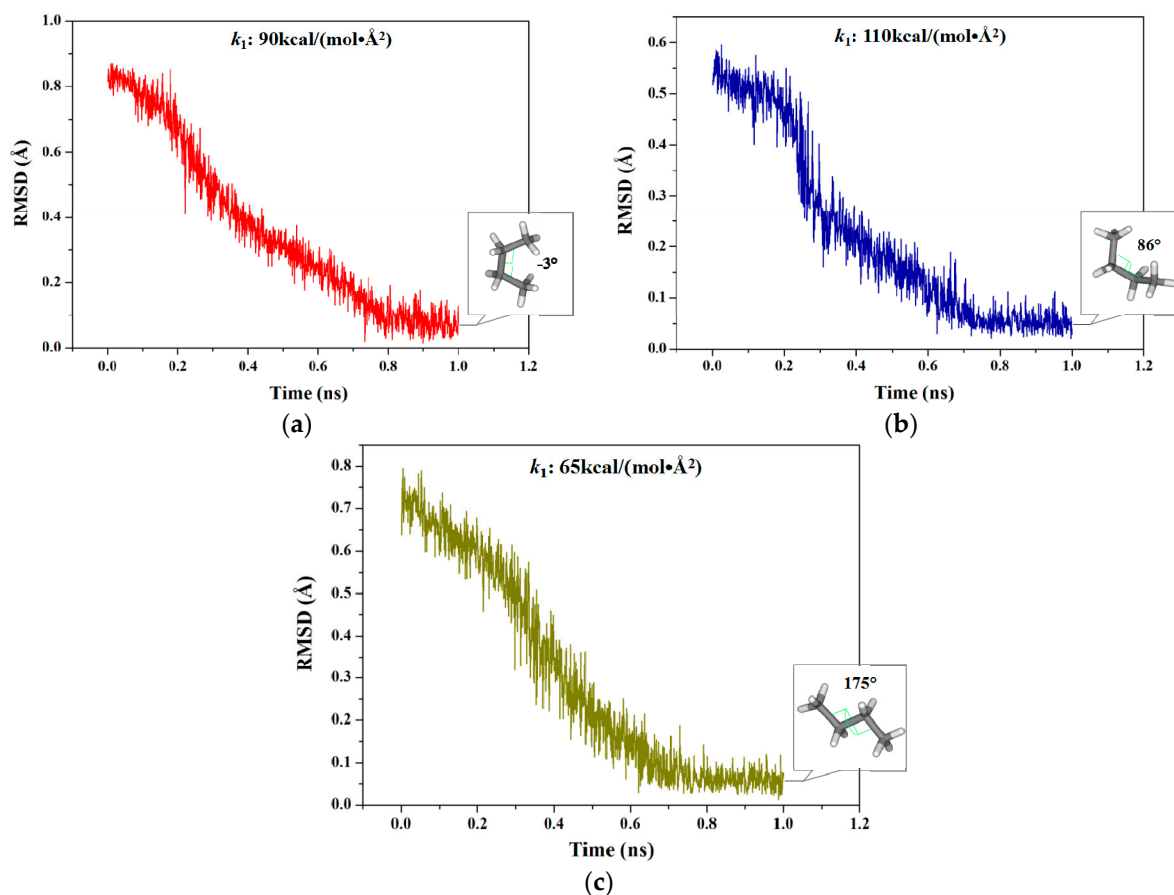 k₁: 90kcal/(mol•Å²)
1.0
0.8
0.6
0.4
0.2
0.0
RMSD (Å)
-3°
0.0 0.2 0.4 0.6 0.8 1.0 1.2
Time (ns)
(a)
k₁: 110kcal/(mol•Å²)
0.6
0.5
0.4
0.3
0.2
0.1
0.0
RMSD (Å)
86°
0.0 0.2 0.4 0.6 0.8 1.0 1.2
Time (ns)
(b)
k₁: 65kcal/(mol•Å²)
0.8
0.7
0.6
0.5
0.4
0.3
0.2
0.1
0.0
RMSD (Å)
175°
0.0 0.2 0.4 0.6 0.8 1.0 1.2
Time (ns)
(c)